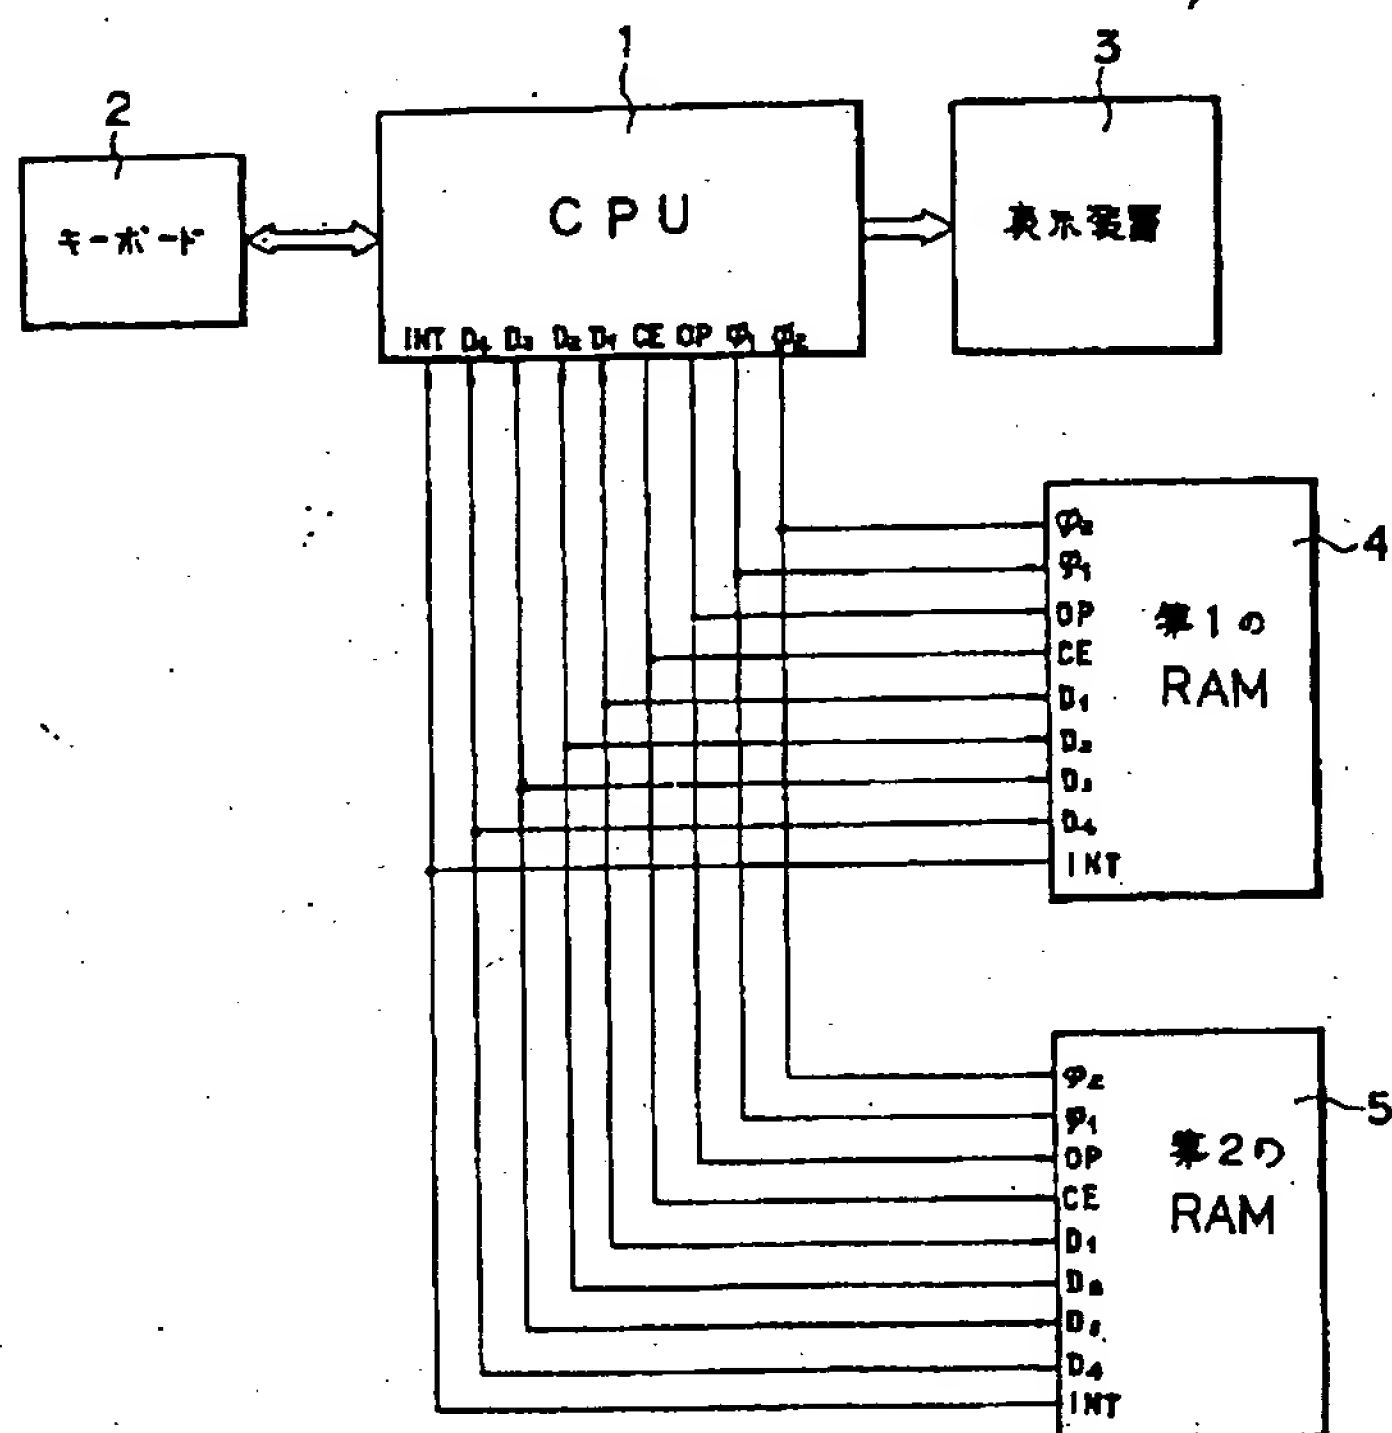 1
3
2
CPU
キーボード
表示装置
INT D4 D3 D2 D1 CE OP φ1 φ2
φ2
φ1
OP
CE
D1
D2
D3
D4
INT
4
第1の
RAM
φ2
φ1
OP
CE
D1
D2
D3
D4
INT
5
第2の
RAM